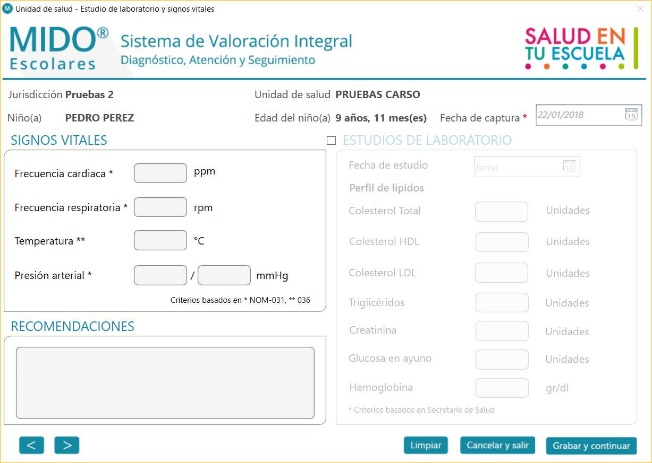 M Unidad de salud - Estudio de laboratorio y signos vitales
MIDO® Escolares
Sistema de Valoración Integral
Diagnóstico, Atención y Seguimiento
SALUD EN TU ESCUELA
Jurisdicción Pruebas 2 Unidad de salud PRUEBAS CARSO
Niño(a) PEDRO PEREZ Edad del niño(a) 9 años, 11 mes(es) Fecha de captura * 22/01/2018 15
SIGNOS VITALES
Frecuencia cardiaca * ppm
Frecuencia respiratoria * rpm
Temperatura ** °C
Presión arterial * / mmHg
Criterios basados en * NOM-031, ** 036
RECOMENDACIONES
ESTUDIOS DE LABORATORIO
Fecha de estudio fecha 15
Perfil de lípidos
Colesterol Total Unidades
Colesterol HDL Unidades
Colesterol LDL Unidades
Triglicéridos Unidades
Creatinina Unidades
Glucosa en ayuno Unidades
Hemoglobina gr/dl
* Criterios basados en Secretaría de Salud
< > Limpiar Cancelar y salir Grabar y continuar